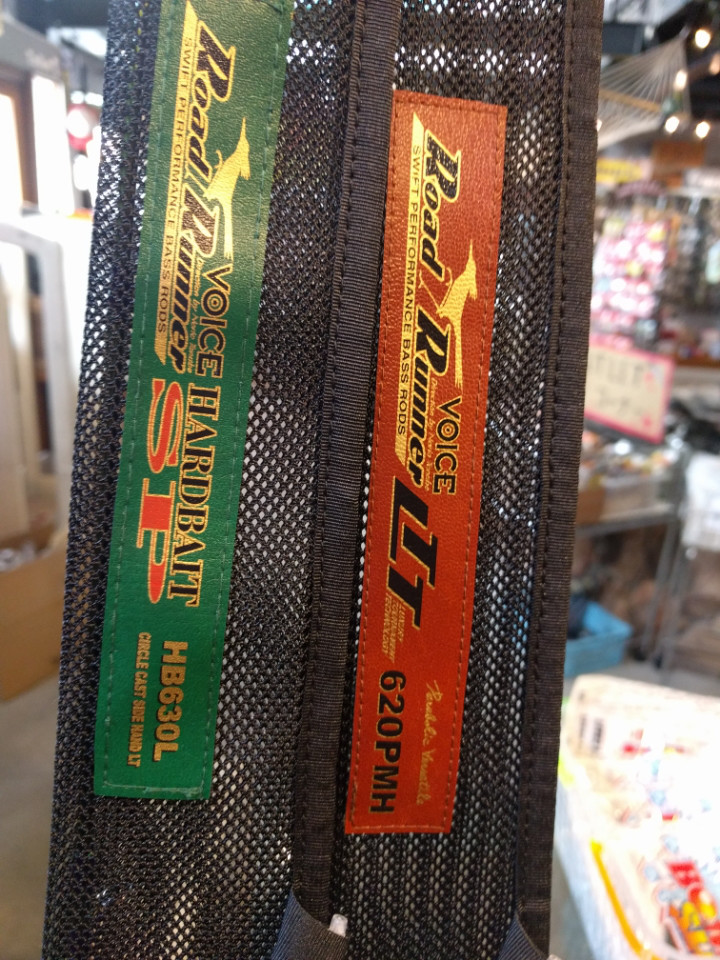 Road Runner
SWIFT PERFORMANCE BASS RODS
VOICE
HARDBAIT
SP
HB630L
CIRCLE CAST SIDE HAND LT
Road Runner
SWIFT PERFORMANCE BASS RODS
VOICE
LTT
620PMH